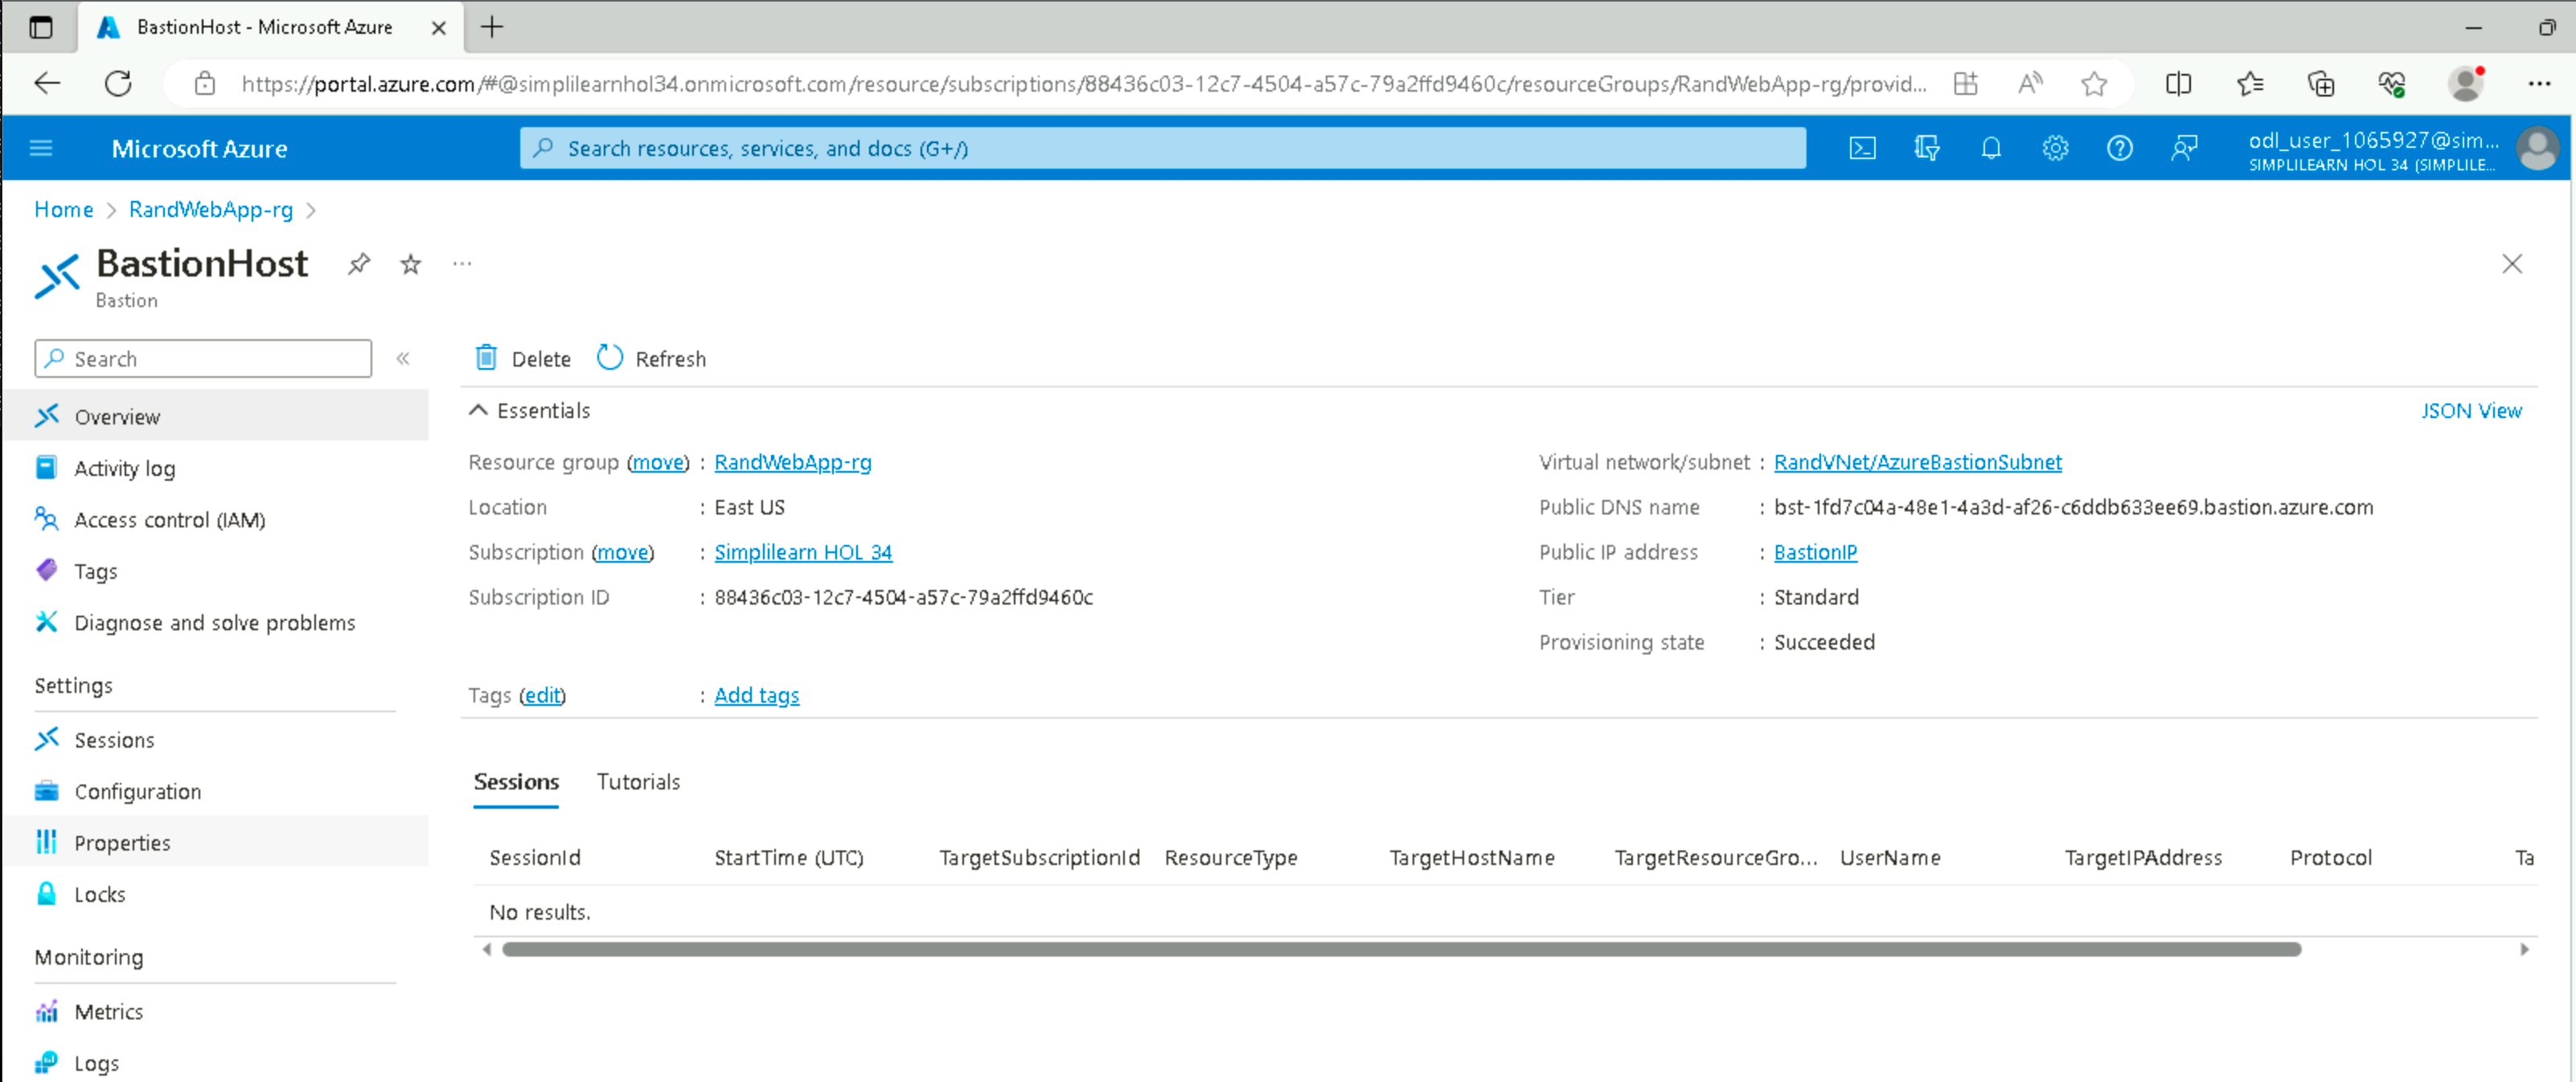 BastionHost - Microsoft Azure
https://portal.azure.com/#@simplilearnhol34.onmicrosoft.com/resource/subscriptions/88436c03-12c7-4504-a57c-79a2ffd9460c/resourceGroups/RandWebApp-rg/provid...
Microsoft Azure
Search resources, services, and docs (G+/)
odl_user_1065927@sim...
SIMPLILEARN HOL 34 (SIMPLILE...
Home > RandWebApp-rg >
BastionHost
Bastion
Search
Delete Refresh
Overview
Activity log
Access control (IAM)
Tags
Diagnose and solve problems
Settings
Sessions
Configuration
Properties
Locks
Monitoring
Metrics
Logs
Essentials
JSON View
Resource group (move) : RandWebApp-rg
Location : East US
Subscription (move) : Simplilearn HOL 34
Subscription ID : 88436c03-12c7-4504-a57c-79a2ffd9460c
Virtual network/subnet : RandVNet/AzureBastionSubnet
Public DNS name : bst-1fd7c04a-48e1-4a3d-af26-c6ddb633ee69.bastion.azure.com
Public IP address : BastionIP
Tier : Standard
Provisioning state : Succeeded
Tags (edit) : Add tags
Sessions Tutorials
SessionId StartTime (UTC) TargetSubscriptionId ResourceType TargetHostName TargetResourceGro... UserName TargetIPAddress Protocol Ta
No results.